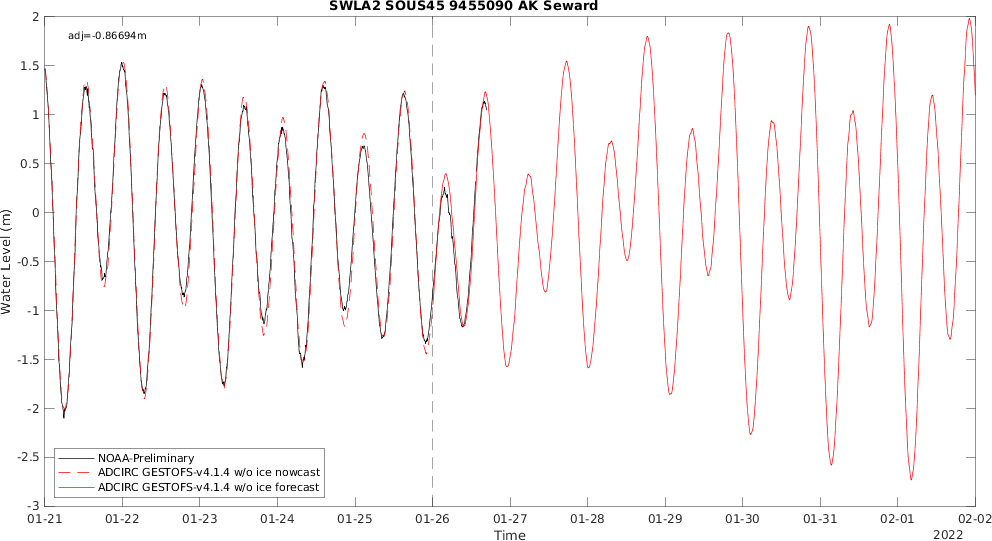 SWLA2 SOUS45 9455090 AK Seward
adj=-0.86694m
2
1.5
1
0.5
0
-0.5
-1
-1.5
-2
-2.5
-3
Water Level (m)
NOAA-Preliminary
ADCIRC GESTOFS-v4.1.4 w/o ice nowcast
ADCIRC GESTOFS-v4.1.4 w/o ice forecast
01-21 01-22 01-23 01-24 01-25 01-26 01-27 01-28 01-29 01-30 01-31 02-01 02-02
Time
2022